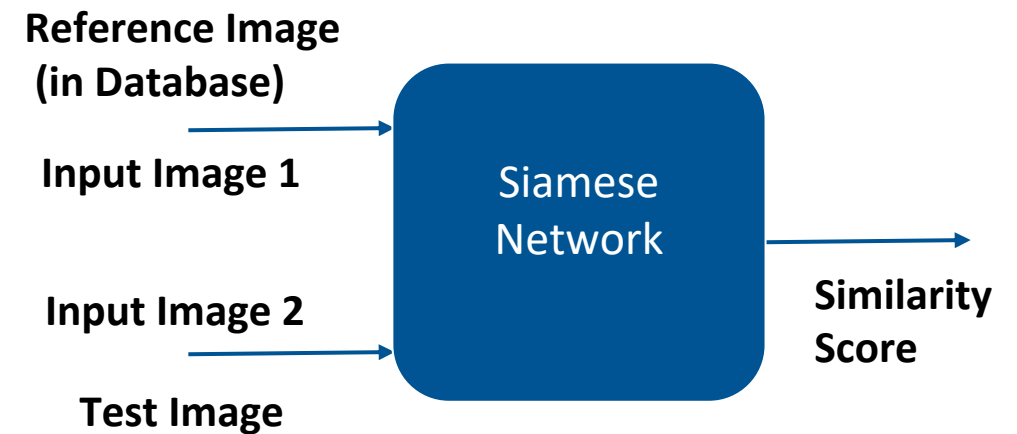 Reference Image
(in Database)
Input Image 1
Siamese
Network
Input Image 2
Similarity
Score
Test Image